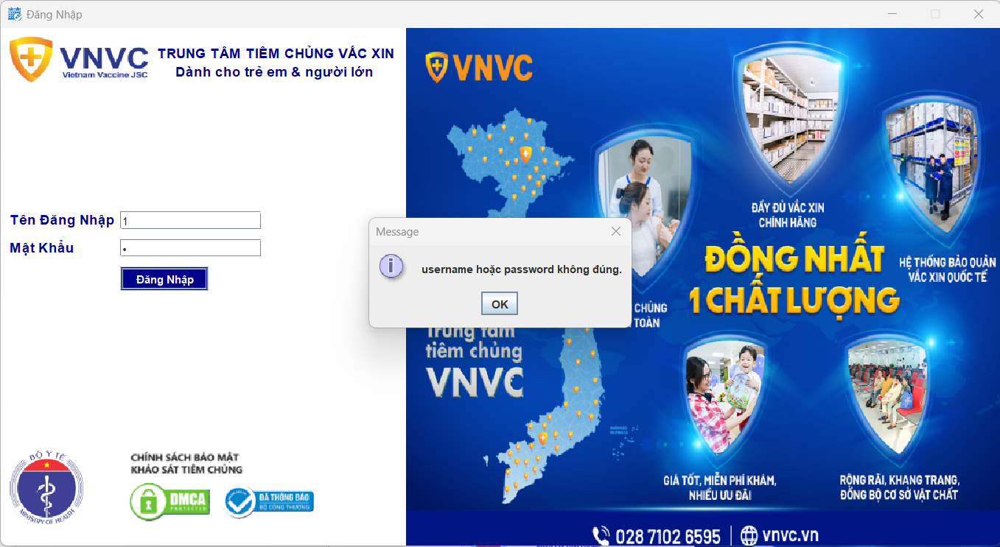 Đăng Nhập
VNVC
Vietnam Vaccine JSC
TRUNG TÂM TIÊM CHỦNG VẮC XIN
Dành cho trẻ em & người lớn
Tên Đăng Nhập 1
Mật Khẩu
Đăng Nhập
BỘ Y TẾ
MINISTRY OF HEALTH
CHÍNH SÁCH BẢO MẬT
KHẢO SÁT TIÊM CHỦNG
DMCA
PROTECTED
ĐÃ THÔNG BÁO
BỘ CÔNG THƯƠNG
Message
username hoặc password không đúng.
OK
VNVC
ĐẦY ĐỦ VẮC XIN
CHÍNH HÃNG
ĐỒNG NHẤT
1 CHẤT LƯỢNG
HỆ THỐNG BẢO QUẢN
VẮC XIN QUỐC TẾ
CHỦNG
TOÀN
Trung tâm
tiêm chủng
VNVC
GIÁ TỐT, MIỄN PHÍ KHÁM,
NHIỀU ƯU ĐÃI
RỘNG RÃI, KHANG TRANG,
ĐỒNG BỘ CƠ SỞ VẬT CHẤT
028 7102 6595
vnvc.vn